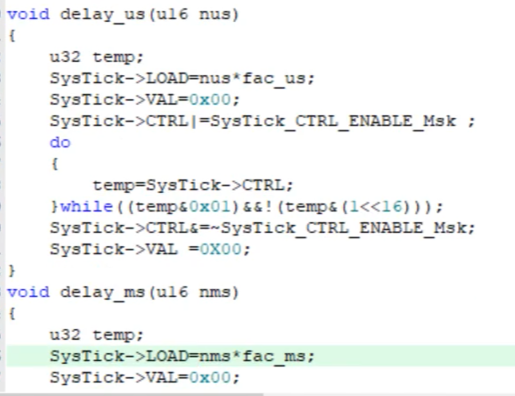 void delay_us(u16 nus)
{
    u32 temp;
    SysTick->LOAD=nus*fac_us;
    SysTick->VAL=0x00;
    SysTick->CTRL|=SysTick_CTRL_ENABLE_Msk ;
    do
    {
        temp=SysTick->CTRL;
    }while((temp&0x01)&&!(temp&(1<<16)));
    SysTick->CTRL&=~SysTick_CTRL_ENABLE_Msk;
    SysTick->VAL =0X00;
}
void delay_ms(u16 nms)
{
    u32 temp;
    SysTick->LOAD=nms*fac_ms;
    SysTick->VAL=0x00;